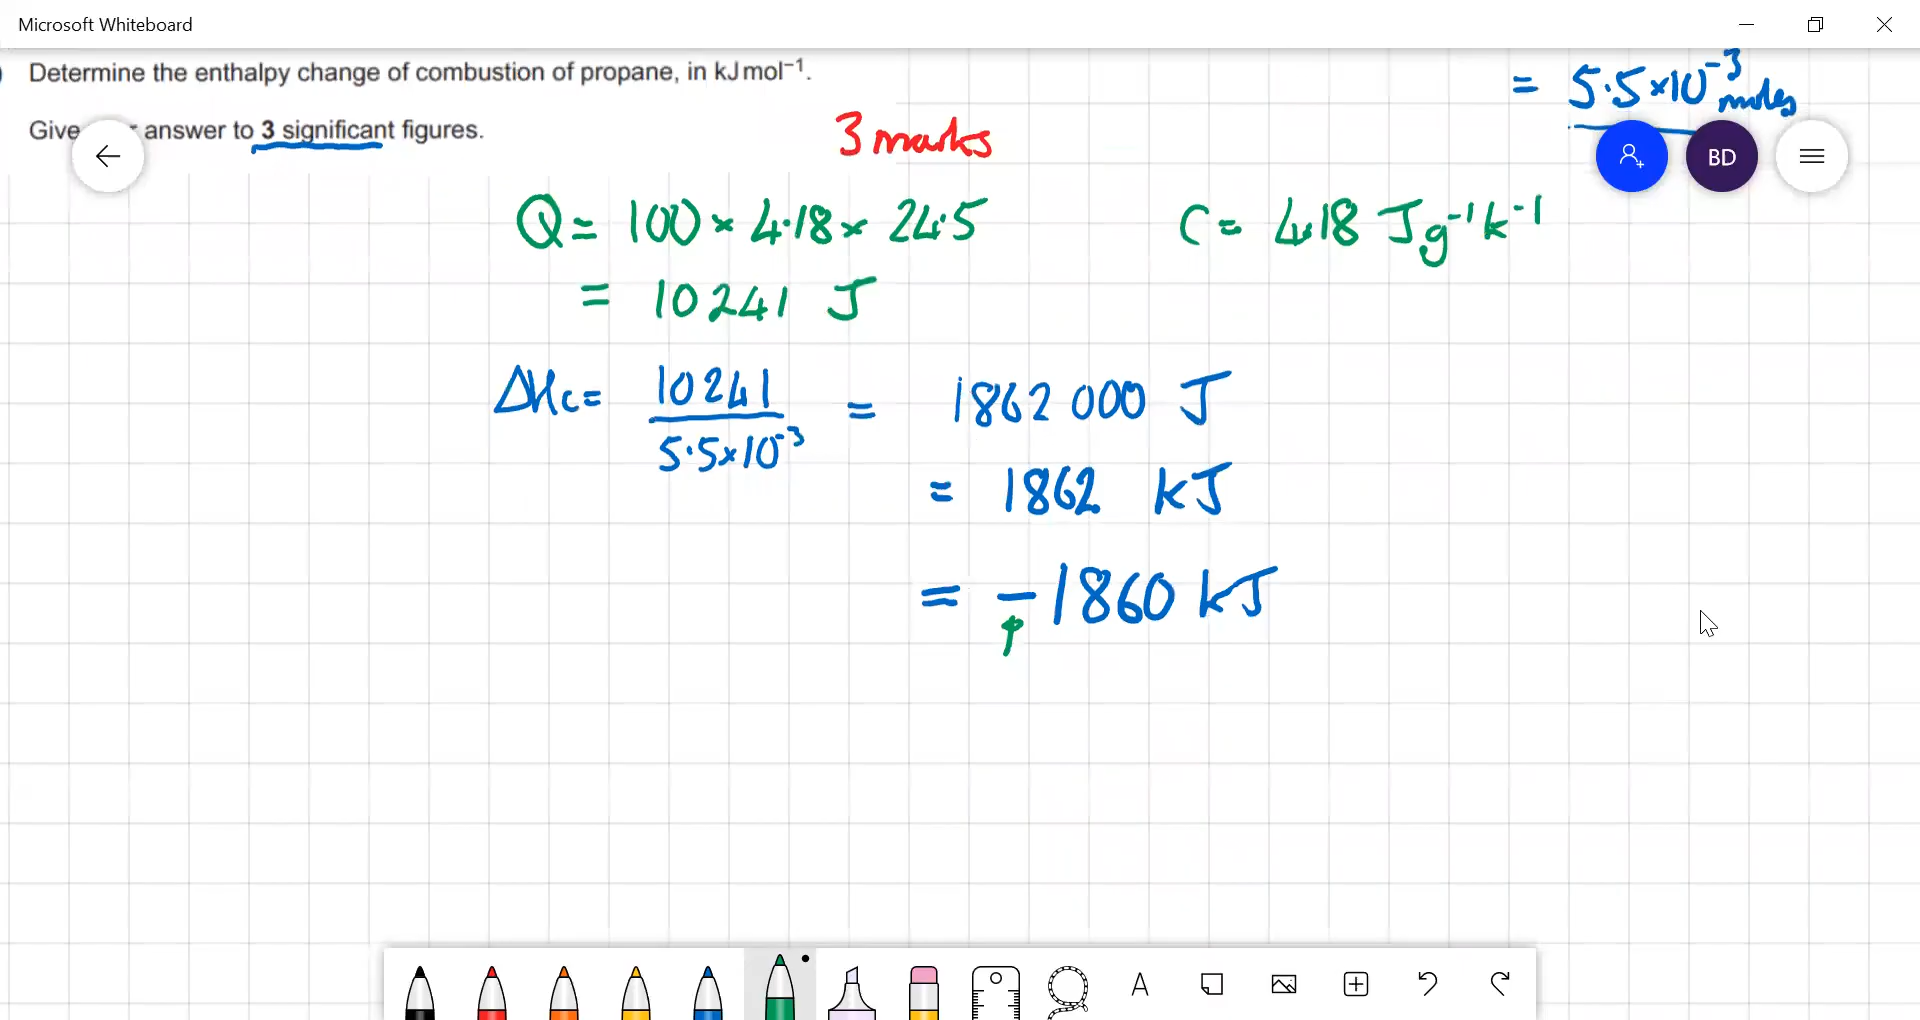 Microsoft Whiteboard
Determine the enthalpy change of combustion of propane, in kJ mol⁻¹.
= 5.5×10⁻³ moles
Give answer to 3 significant figures.
3 marks
BD
Q = 100 × 4.18 × 24.5
C = 4.18 Jg⁻¹k⁻¹
= 10241 J
ΔHc = 10241 / 5.5×10⁻³ = 1862 000 J
= 1862 kJ
= -1860 kJ
A